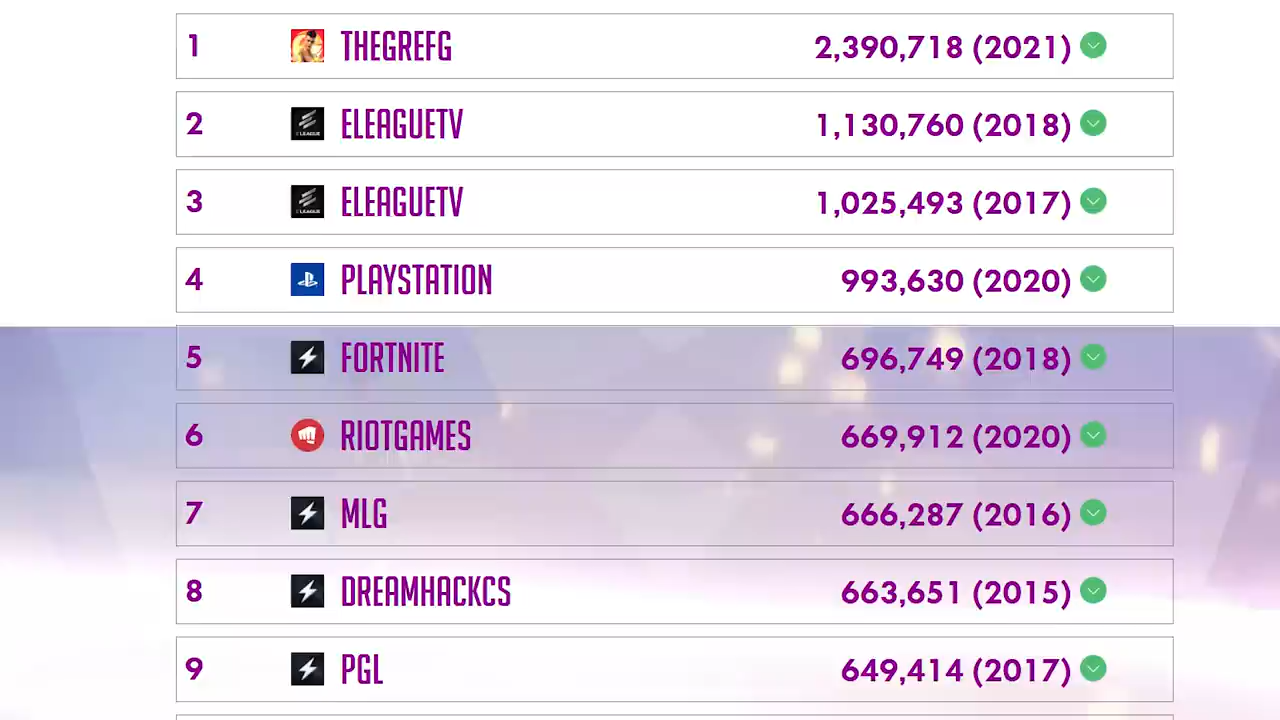 1 THEGREFG 2,390,718 (2021)
2 ELEAGUETV 1,130,760 (2018)
3 ELEAGUETV 1,025,493 (2017)
4 PLAYSTATION 993,630 (2020)
5 FORTNITE 696,749 (2018)
6 RIOTGAMES 669,912 (2020)
7 MLG 666,287 (2016)
8 DREAMHACKCS 663,651 (2015)
9 PGL 649,414 (2017)